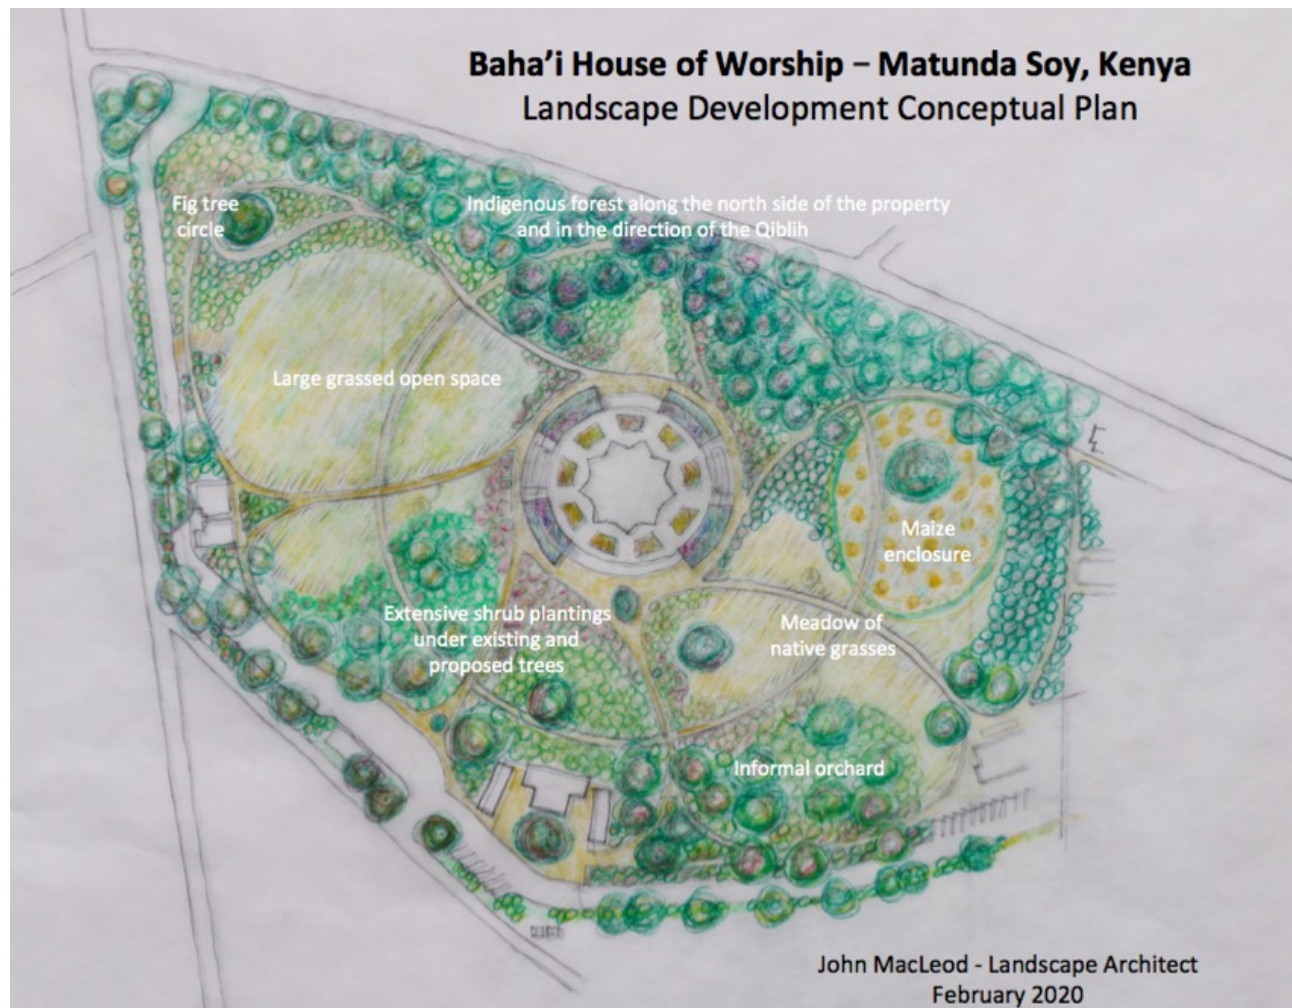 Baha’i House of Worship – Matunda Soy, Kenya
Landscape Development Conceptual Plan
Fig tree
circle
Indigenous forest along the north side of the property
and in the direction of the Qiblih
Large grassed open space
Maize
enclosure
Extensive shrub plantings
under existing and
proposed trees
Meadow of
native grasses
Informal orchard
John MacLeod - Landscape Architect
February 2020